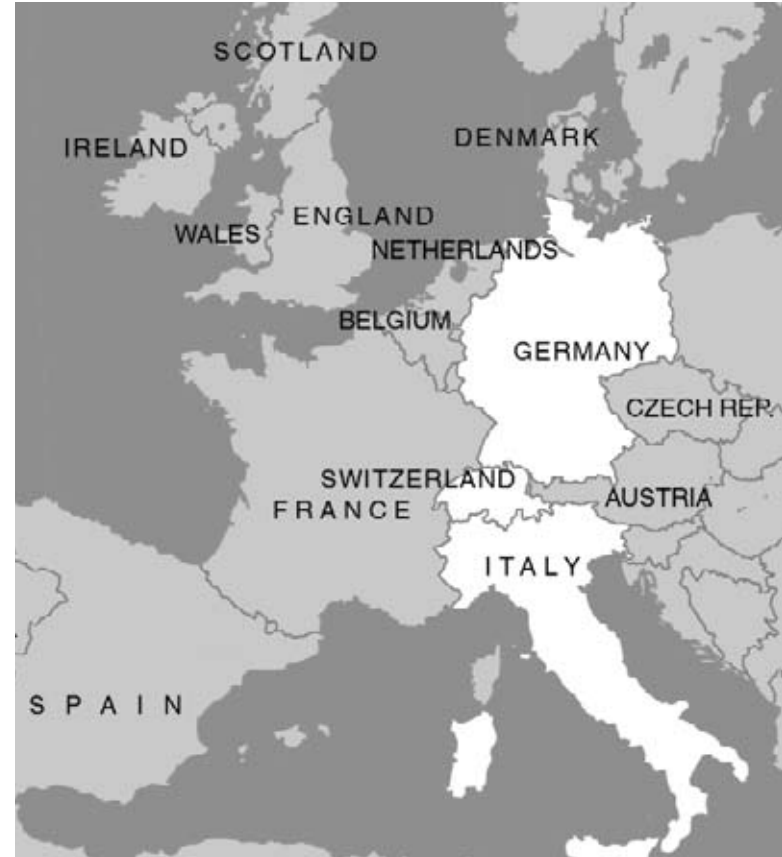 SCOTLAND
DENMARK
IRELAND
ENGLAND
WALES
NETHERLANDS
BELGIUM
GERMANY
CZECH REP.
SWITZERLAND
AUSTRIA
FRANCE
ITALY
SPAIN